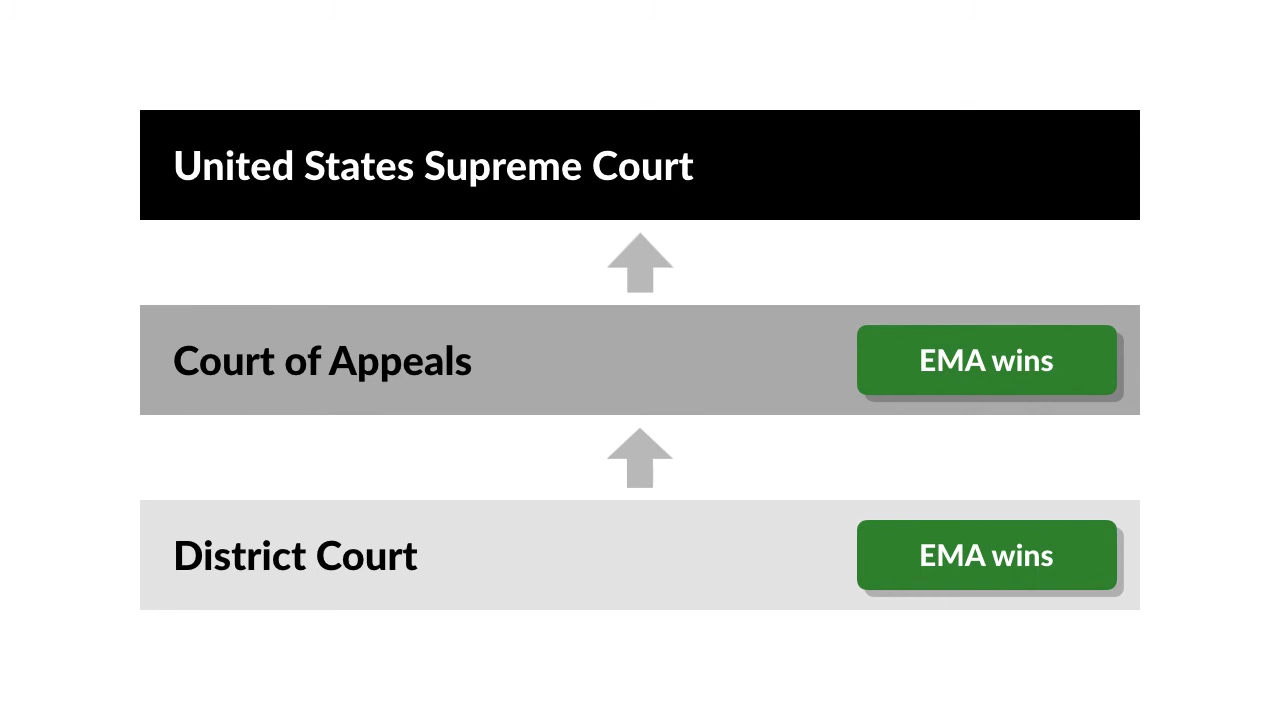 United States Supreme Court
Court of Appeals
EMA wins
District Court
EMA wins